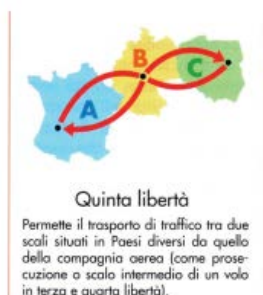 A
B
C
Quinta libertà
Permette il trasporto di traffico tra due
scali situati in Paesi diversi da quello
della compagnia aerea (come prose-
cuzione o scalo intermedio di un volo
in terza e quarta libertà).